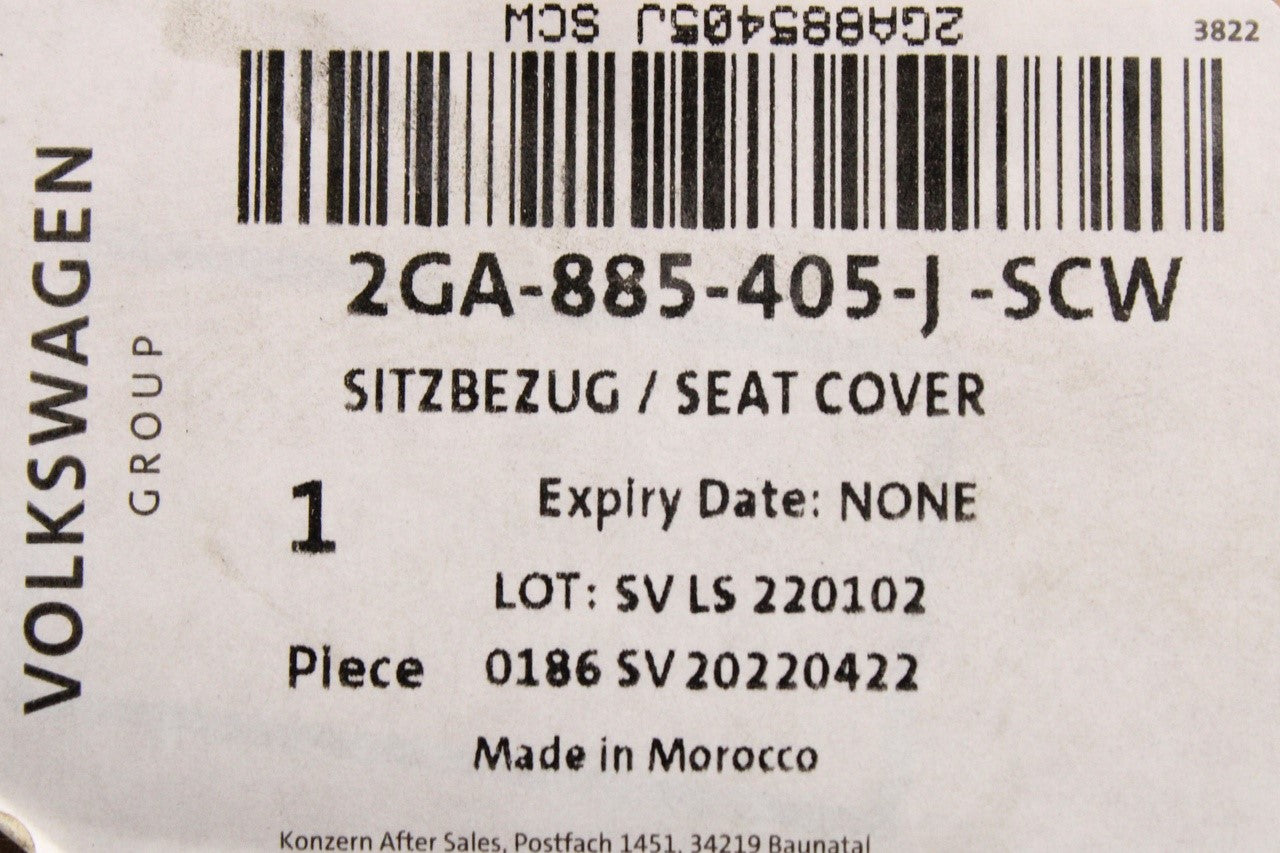 2GA885405J SCW
3822
VOLKSWAGEN
GROUP
2GA-885-405-J -SCW
SITZBEZUG / SEAT COVER
1 Expiry Date: NONE
LOT: SV LS 220102
Piece 0186 SV 20220422
Made in Morocco
Konzern After Sales, Postfach 1451, 34219 Baunatal